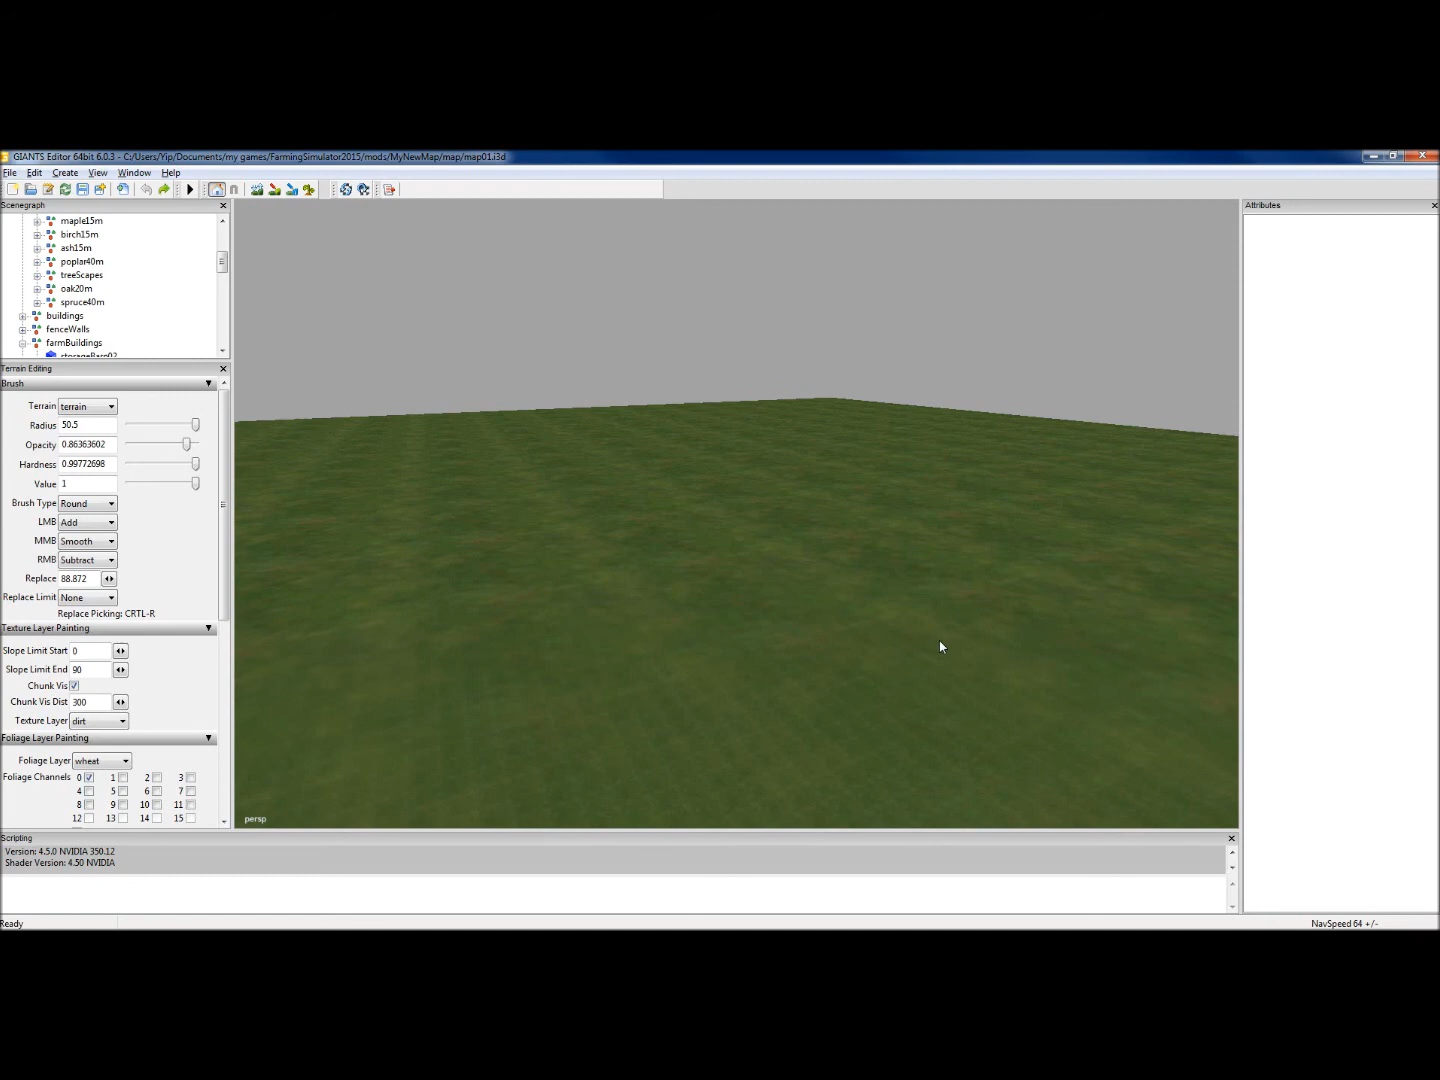 GIANTS Editor 64bit 6.0.3 - C:/Users/Yip/Documents/my games/FarmingSimulator2015/mods/MyNewMap/map/map01.i3d
File Edit Create View Window Help
Scenegraph
maple15m
birch15m
ash15m
poplar40m
treeScapes
oak20m
spruce40m
buildings
fenceWalls
farmBuildings
storageBarn02
Terrain Editing
Brush
Terrain terrain
Radius 50.5
Opacity 0.86363602
Hardness 0.99772698
Value 1
Brush Type Round
LMB Add
MMB Smooth
RMB Subtract
Replace 88.872
Replace Limit None
Replace Picking: CRTL-R
Texture Layer Painting
Slope Limit Start 0
Slope Limit End 90
Chunk Vis
Chunk Vis Dist 300
Texture Layer dirt
Foliage Layer Painting
Foliage Layer wheat
Foliage Channels 0 1 2 3
4 5 6 7
8 9 10 11
12 13 14 15
persp
Attributes
Scripting
Version: 4.5.0 NVIDIA 350.12
Shader Version: 4.50 NVIDIA
Ready
NavSpeed 64 +/-